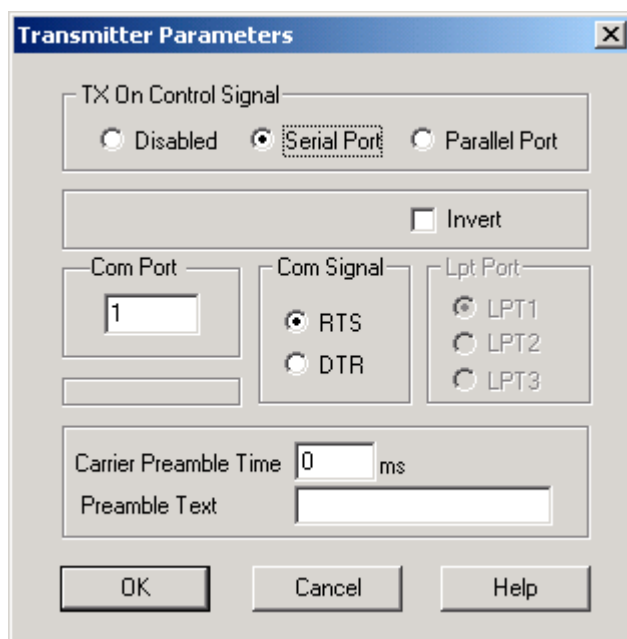 Transmitter Parameters
TX On Control Signal
Disabled Serial Port Parallel Port
Invert
Com Port
1
Com Signal
RTS
DTR
Lpt Port
LPT1
LPT2
LPT3
Carrier Preamble Time 0 ms
Preamble Text
OK Cancel Help